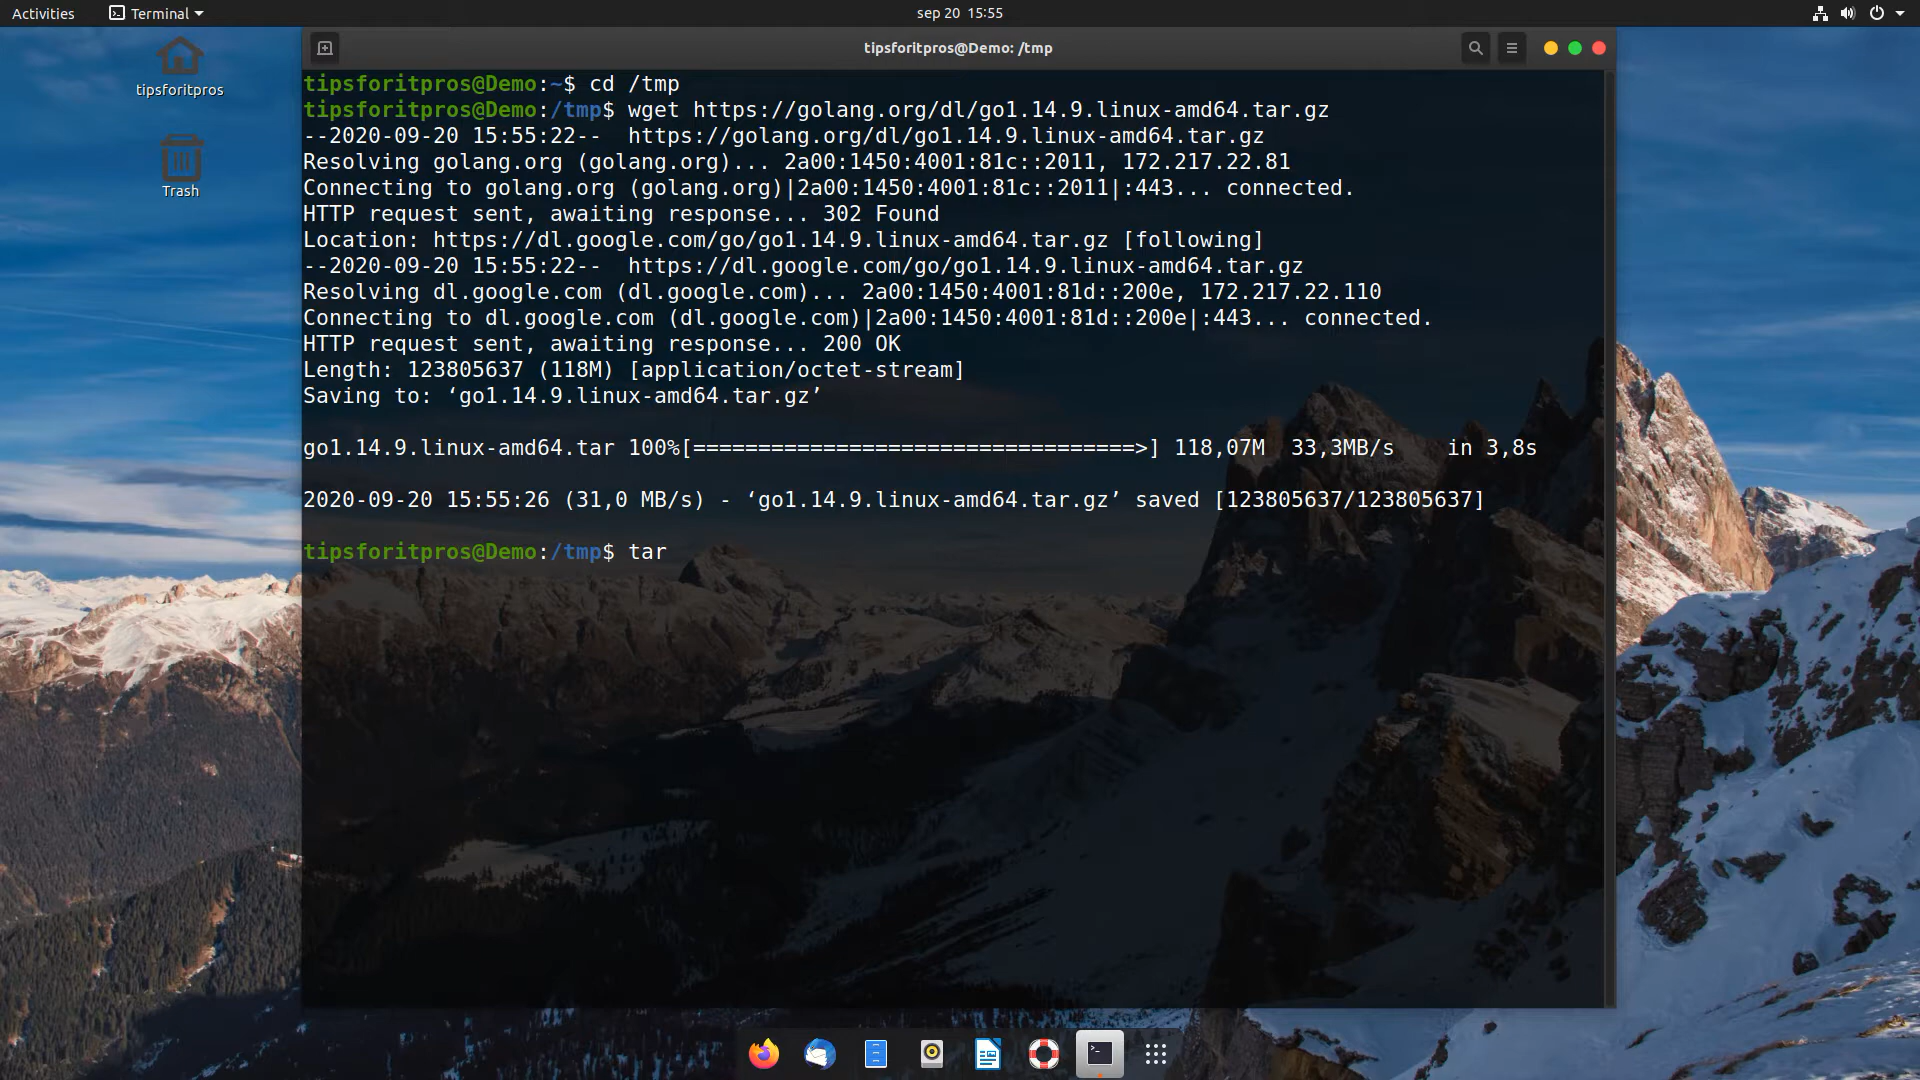 Activities
Terminal
sep 20 15:55
tipsforitpros
Trash
tipsforitpros@Demo: /tmp
tipsforitpros@Demo:~$ cd /tmp
tipsforitpros@Demo:/tmp$ wget https://golang.org/dl/go1.14.9.linux-amd64.tar.gz
--2020-09-20 15:55:22--  https://golang.org/dl/go1.14.9.linux-amd64.tar.gz
Resolving golang.org (golang.org)... 2a00:1450:4001:81c::2011, 172.217.22.81
Connecting to golang.org (golang.org)|2a00:1450:4001:81c::2011|:443... connected.
HTTP request sent, awaiting response... 302 Found
Location: https://dl.google.com/go/go1.14.9.linux-amd64.tar.gz [following]
--2020-09-20 15:55:22--  https://dl.google.com/go/go1.14.9.linux-amd64.tar.gz
Resolving dl.google.com (dl.google.com)... 2a00:1450:4001:81d::200e, 172.217.22.110
Connecting to dl.google.com (dl.google.com)|2a00:1450:4001:81d::200e|:443... connected.
HTTP request sent, awaiting response... 200 OK
Length: 123805637 (118M) [application/octet-stream]
Saving to: ‘go1.14.9.linux-amd64.tar.gz’
go1.14.9.linux-amd64.tar 100%[==================================>] 118,07M  33,3MB/s    in 3,8s
2020-09-20 15:55:26 (31,0 MB/s) - ‘go1.14.9.linux-amd64.tar.gz’ saved [123805637/123805637]
tipsforitpros@Demo:/tmp$ tar